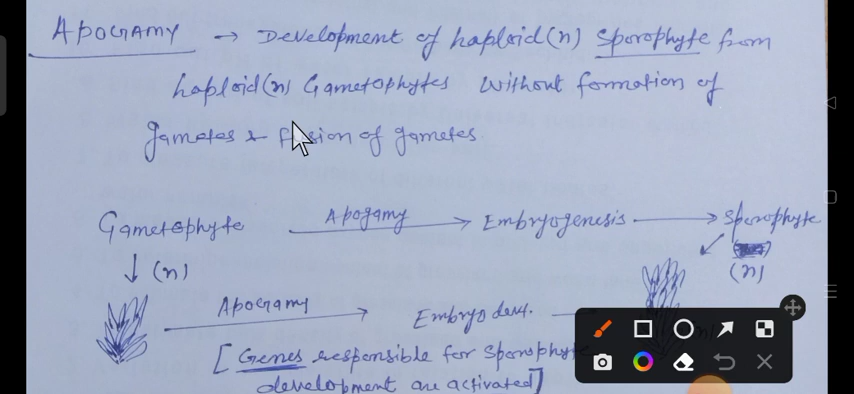 Apogamy → Development of haploid(n) Sporophyte from
haploid(n) Gametophytes Without formation of
gametes & fusion of gametes.
Gametophyte Apogamy Embryogenesis Sporophyte
(n) (n)
Apogamy Embryo devt.
[Genes responsible for Sporophyte
development are activated]